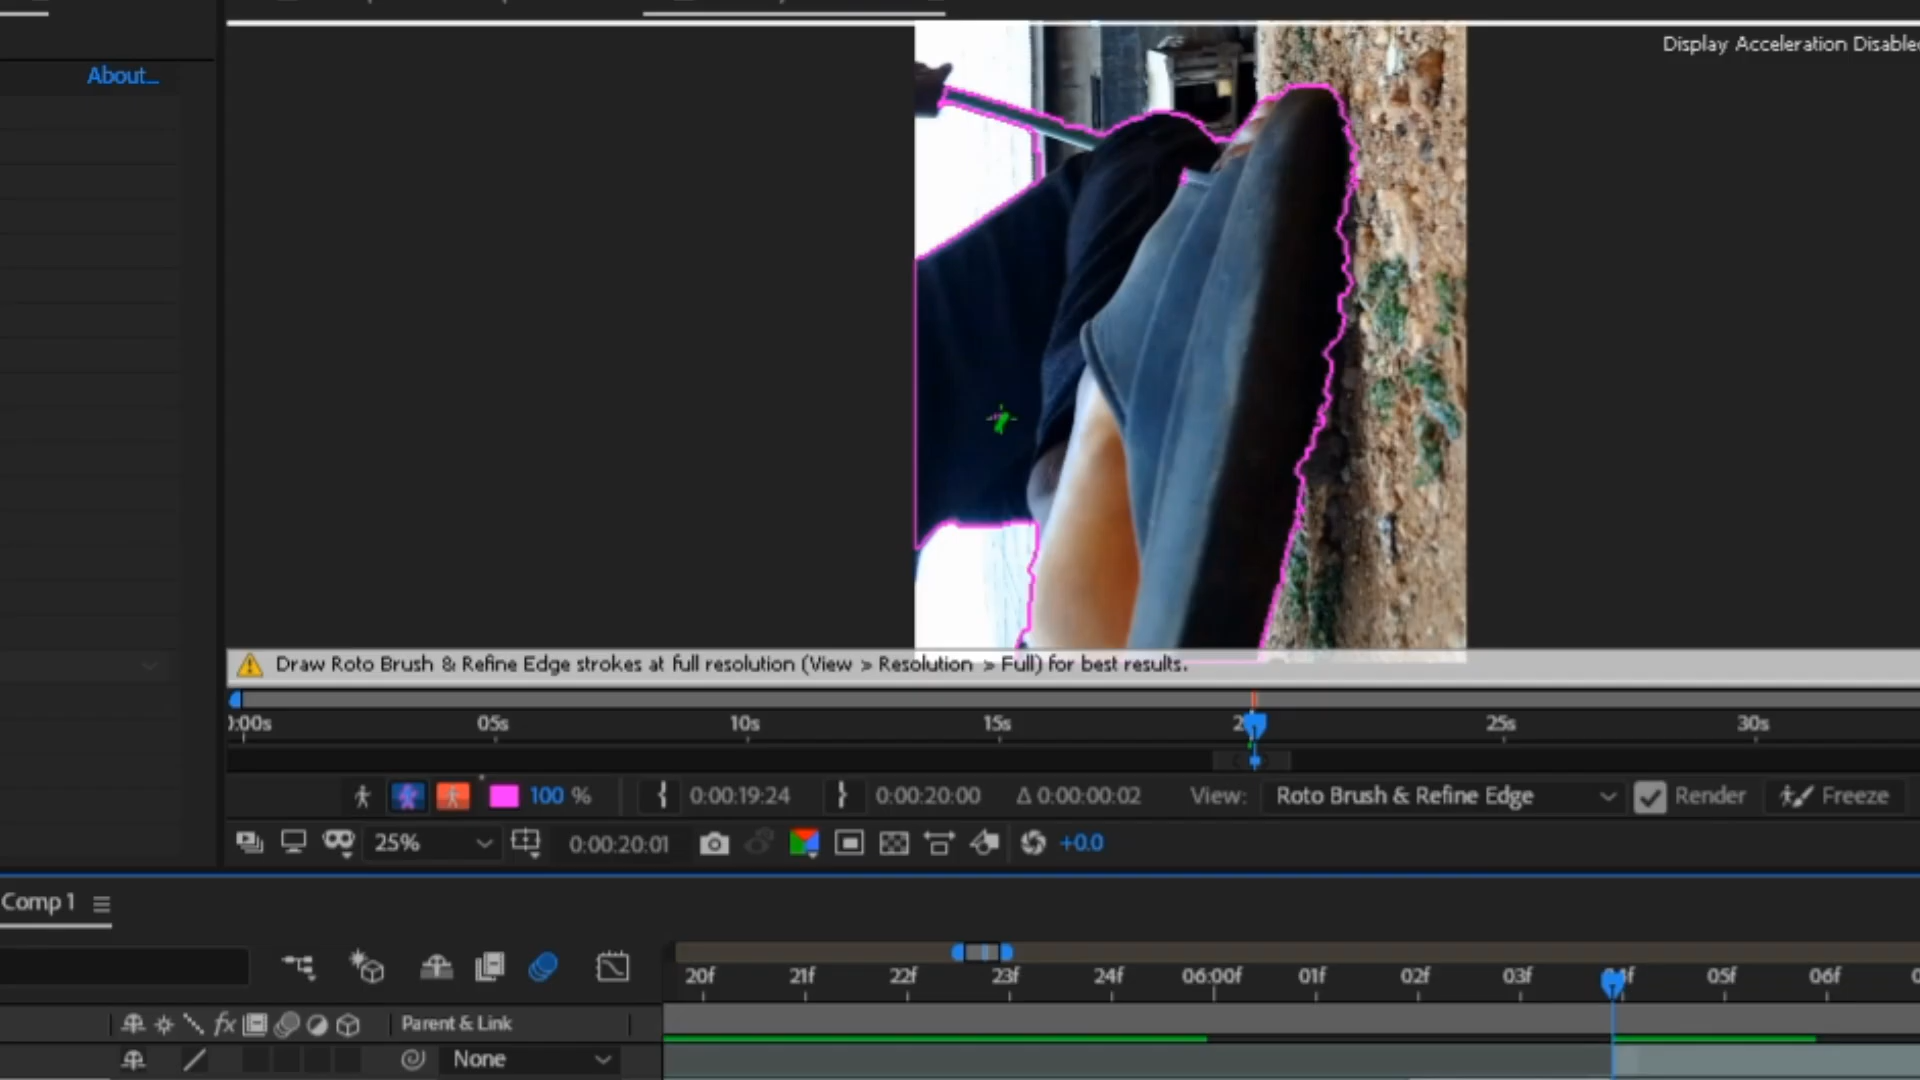 About...
Display Acceleration Disable
Draw Roto Brush & Refine Edge strokes at full resolution (View > Resolution > Full) for best results.
0:00s 05s 10s 15s 25s 30s
100 % { 0:00:19:24 } 0:00:20:00 Δ 0:00:00:02 View: Roto Brush & Refine Edge Render Freeze
25% 0:00:20:01 +0.0
Comp 1
20f 21f 22f 23f 24f 06:00f 01f 02f 03f 04f 05f 06f
fx Parent & Link
None